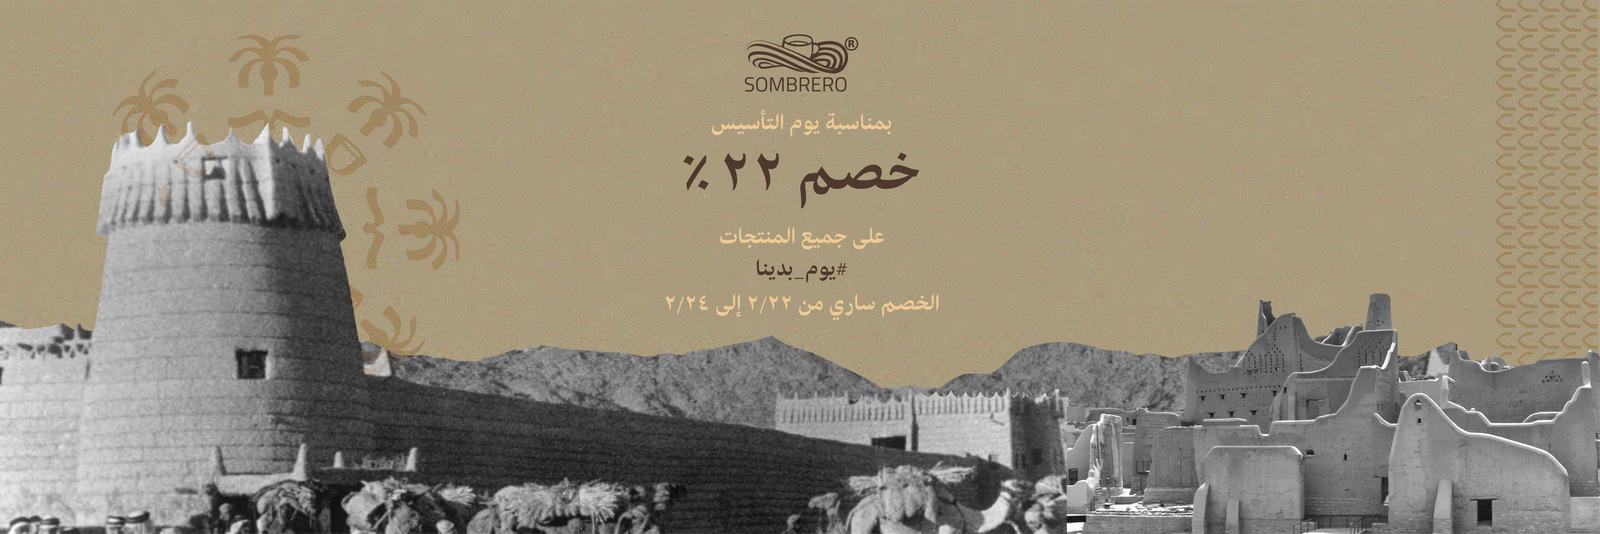 SOMBRERO®
بمناسبة يوم التأسيس
خصم ٢٢ ٪
على جميع المنتجات
#يوم_بدينا
الخصم ساري من ٢/٢٢ إلى ٢/٢٤